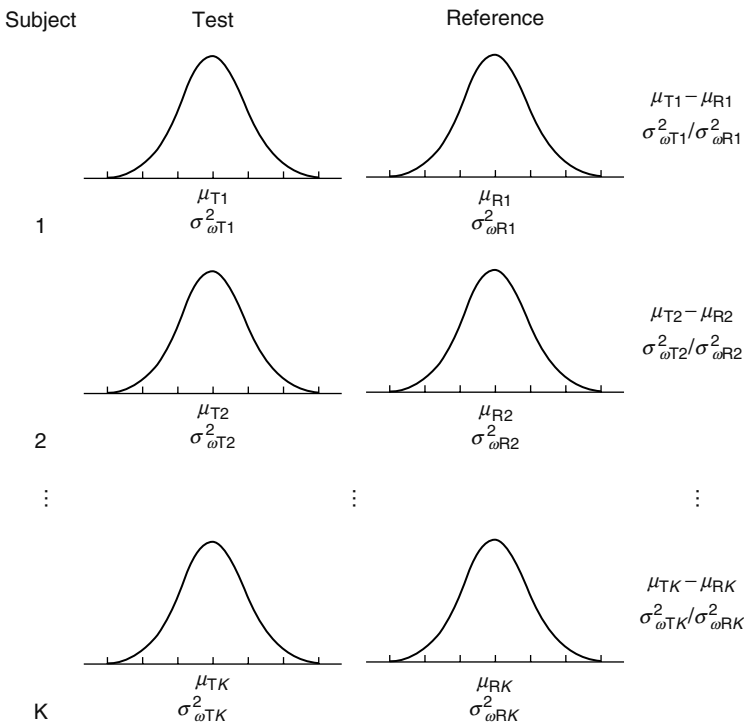 Subject Test Reference
μT1 − μR1
σ²ωT1/σ²ωR1
μT1 μR1
1 σ²ωT1 σ²ωR1
μT2 − μR2
σ²ωT2/σ²ωR2
μT2 μR2
2 σ²ωT2 σ²ωR2
⋮ ⋮ ⋮
μTK − μRK
σ²ωTK/σ²ωRK
μTK μRK
K σ²ωTK σ²ωRK